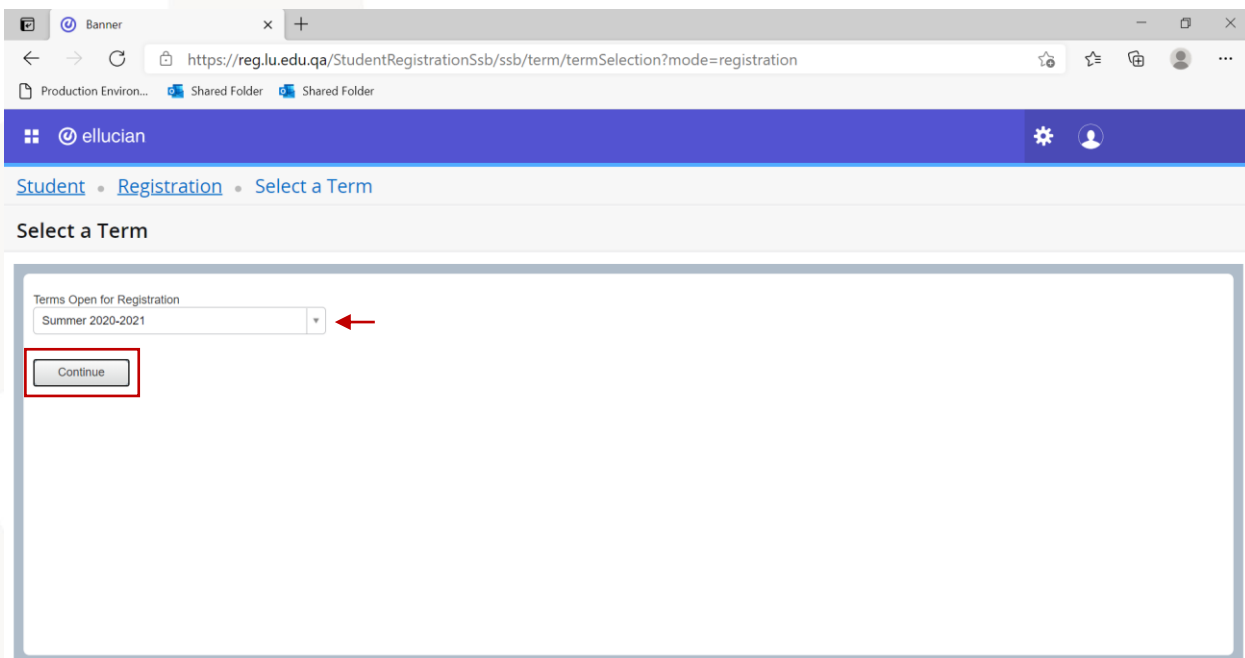 Banner
https://reg.lu.edu.qa/StudentRegistrationSsb/ssb/term/termSelection?mode=registration
Production Environ... Shared Folder Shared Folder
ellucian
Student • Registration • Select a Term
Select a Term
Terms Open for Registration
Summer 2020-2021
Continue